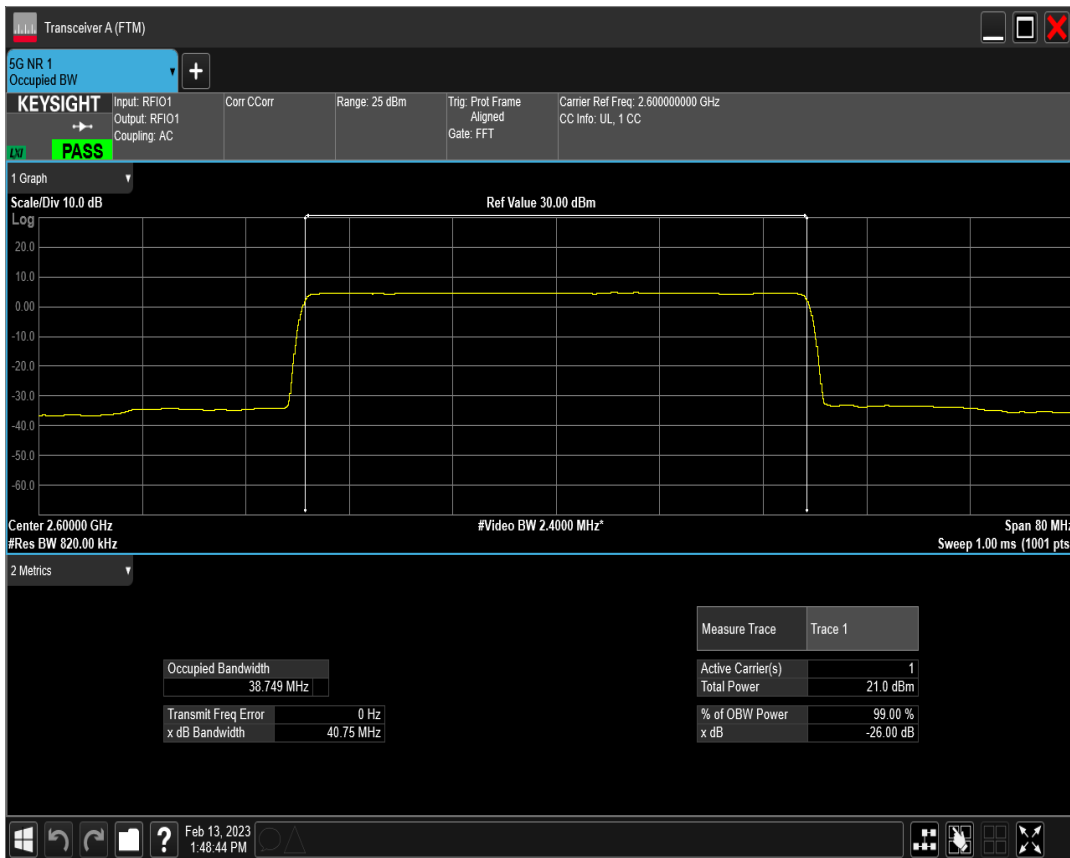 Transceiver A (FTM)
5G NR 1
Occupied BW
+
KEYSIGHT
LXI
PASS
Input: RFIO1
Output: RFIO1
Coupling: AC
Corr CCorr
Range: 25 dBm
Trig: Prot Frame
Aligned
Gate: FFT
Carrier Ref Freq: 2.600000000 GHz
CC Info: UL, 1 CC
1 Graph
Scale/Div 10.0 dB
Ref Value 30.00 dBm
Log
20.0
10.0
0.00
-10.0
-20.0
-30.0
-40.0
-50.0
-60.0
Center 2.60000 GHz
#Video BW 2.4000 MHz*
Span 80 MHz
#Res BW 820.00 kHz
Sweep 1.00 ms (1001 pts
2 Metrics
Measure Trace Trace 1
Occupied Bandwidth
38.749 MHz
Active Carrier(s) 1
Total Power 21.0 dBm
Transmit Freq Error 0 Hz
x dB Bandwidth 40.75 MHz
% of OBW Power 99.00 %
x dB -26.00 dB
?
Feb 13, 2023
1:48:44 PM